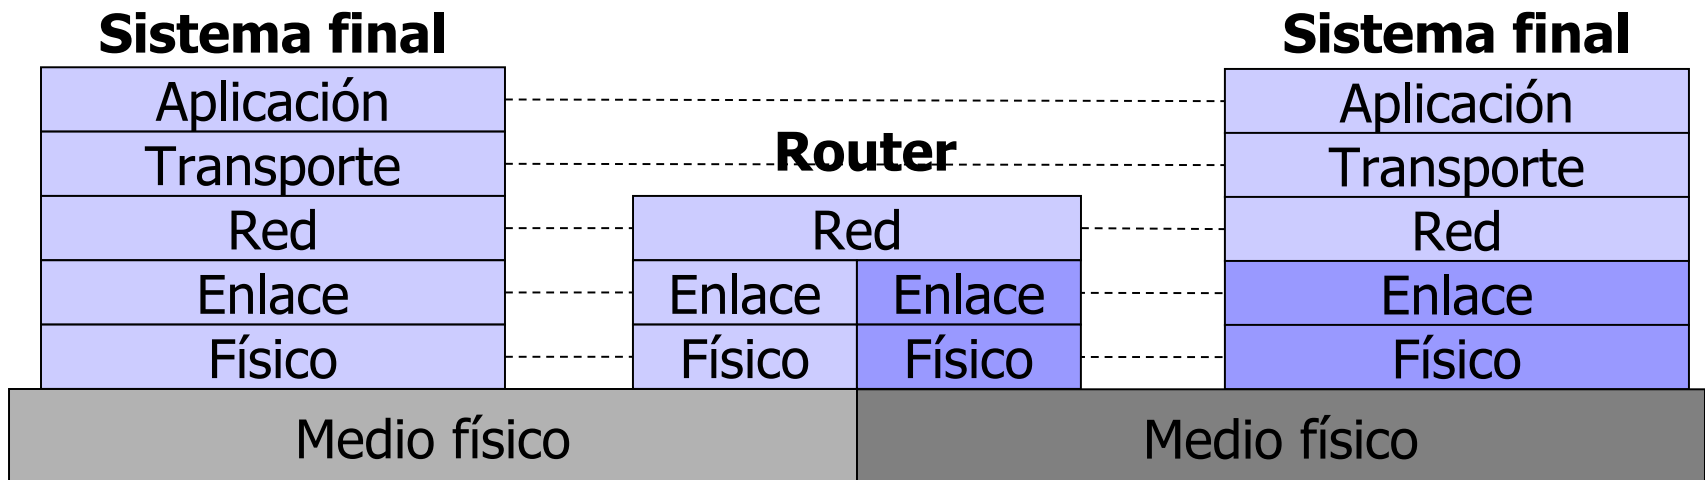 Sistema final
Sistema final
Aplicación
Aplicación
Transporte
Router
Transporte
Red
Red
Red
Enlace
Enlace
Enlace
Enlace
Físico
Físico
Físico
Físico
Medio físico
Medio físico